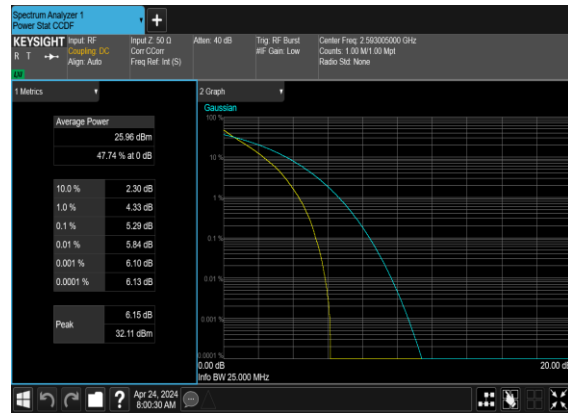 Spectrum Analyzer 1
Power Stat CCDF
+
KEYSIGHT
R T
LXI
Input: RF
Coupling: DC
Align: Auto
Input Z: 50 Ω
Corr CCorr
Freq Ref: Int (S)
Atten: 40 dB
Trig: RF Burst
#IF Gain: Low
Center Freq: 2.593005000 GHz
Counts: 1.00 M/1.00 Mpt
Radio Std: None
1 Metrics
Average Power
25.96 dBm
47.74 % at 0 dB
10.0 % 2.30 dB
1.0 % 4.33 dB
0.1 % 5.29 dB
0.01 % 5.84 dB
0.001 % 6.10 dB
0.0001 % 6.13 dB
Peak 6.15 dB
32.11 dBm
2 Graph
Gaussian
100 %
10 %
1 %
0.1 %
0.01 %
0.001 %
0.0001 %
0.00 dB 20.00 dB
Info BW 25.000 MHz
?
Apr 24, 2024
8:00:30 AM